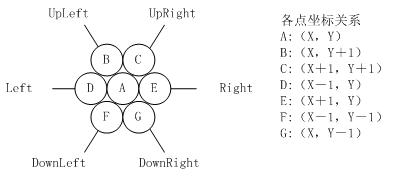 UpLeft
UpRight
B
C
Left
D
A
E
Right
F
G
DownLeft
DownRight
各点坐标关系
A:（X，Y）
B:（X，Y+1）
C:（X+1，Y+1）
D:（X-1，Y）
E:（X+1，Y）
F:（X-1，Y-1）
G:（X，Y-1）